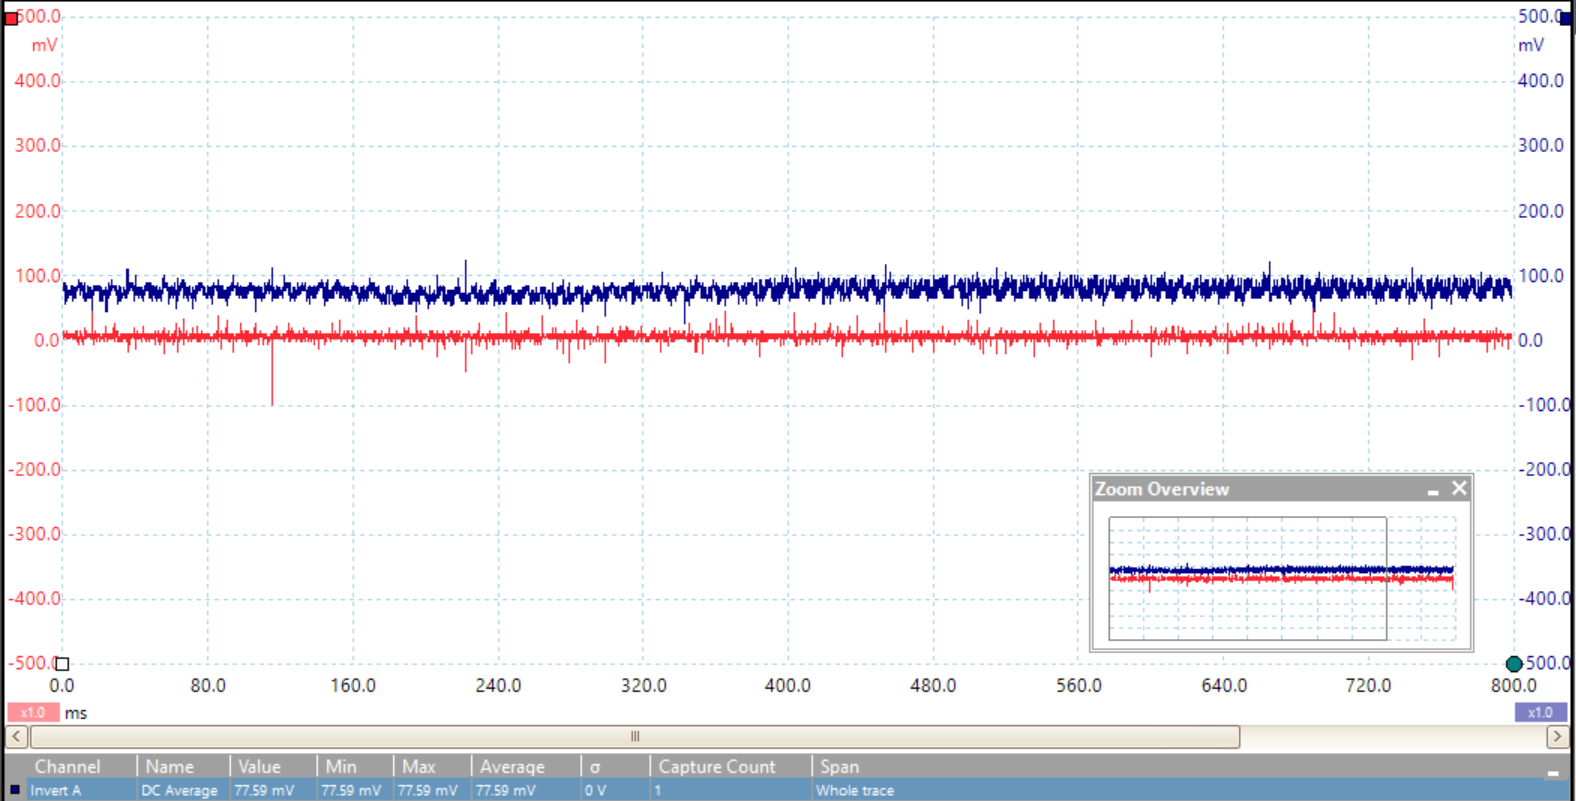 500.0 500.0
mV mV
400.0 400.0
300.0 300.0
200.0 200.0
100.0 100.0
0.0 0.0
-100.0 -100.0
-200.0 -200.0
Zoom Overview
-300.0 -300.0
-400.0 -400.0
-500.0 500.0
0.0 80.0 160.0 240.0 320.0 400.0 480.0 560.0 640.0 720.0 800.0
x1.0 ms x1.0
Channel Name Value Min Max Average σ Capture Count Span
Invert A DC Average 77.59 mV 77.59 mV 77.59 mV 77.59 mV 0 V 1 Whole trace